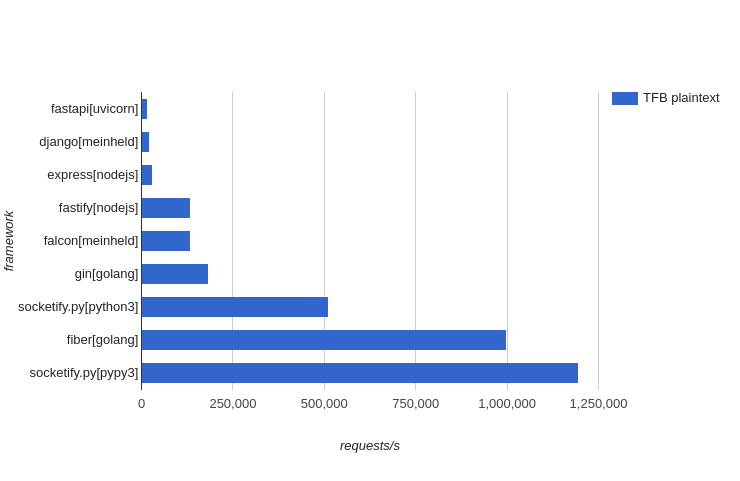 TFB plaintext
framework
fastapi[uvicorn]
django[meinheld]
express[nodejs]
fastify[nodejs]
falcon[meinheld]
gin[golang]
socketify.py[python3]
fiber[golang]
socketify.py[pypy3]
0 250,000 500,000 750,000 1,000,000 1,250,000
requests/s